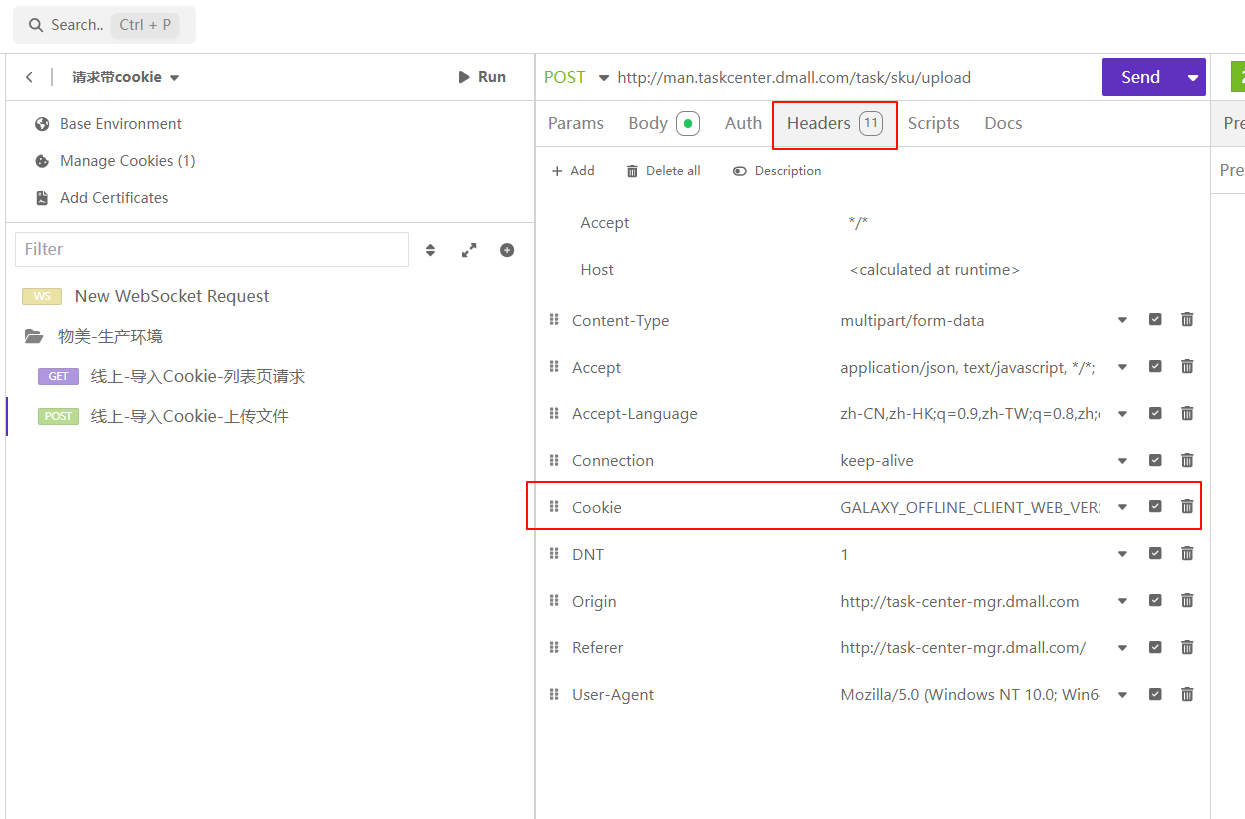 Search.. Ctrl + P
请求带cookie
Run
Base Environment
Manage Cookies (1)
Add Certificates
Filter
WS New WebSocket Request
物美-生产环境
GET 线上-导入Cookie-列表页请求
POST 线上-导入Cookie-上传文件
POST http://man.taskcenter.dmall.com/task/sku/upload Send
Params Body Auth Headers 11 Scripts Docs
Add Delete all Description
Accept */*
Host <calculated at runtime>
Content-Type multipart/form-data
Accept application/json, text/javascript, */*;
Accept-Language zh-CN,zh-HK;q=0.9,zh-TW;q=0.8,zh;
Connection keep-alive
Cookie GALAXY_OFFLINE_CLIENT_WEB_VER
DNT 1
Origin http://task-center-mgr.dmall.com
Referer http://task-center-mgr.dmall.com/
User-Agent Mozilla/5.0 (Windows NT 10.0; Win6
Pre
Pre